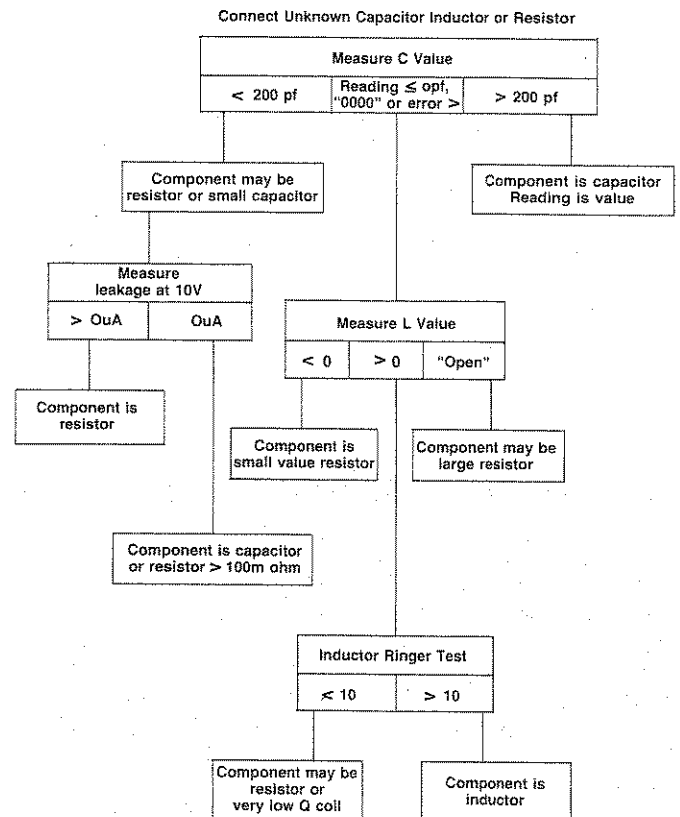 Connect Unknown Capacitor Inductor or Resistor
Measure C Value
< 200 pf
Reading ≤ opf,
"0000" or error >
> 200 pf
Component may be
resistor or small capacitor
Component is capacitor
Reading is value
Measure
leakage at 10V
> OuA
OuA
Measure L Value
< 0
> 0
"Open"
Component is
resistor
Component is
small value resistor
Component may be
large resistor
Component is capacitor
or resistor > 100m ohm
Inductor Ringer Test
< 10
> 10
Component may be
resistor or
very low Q coil
Component is
inductor